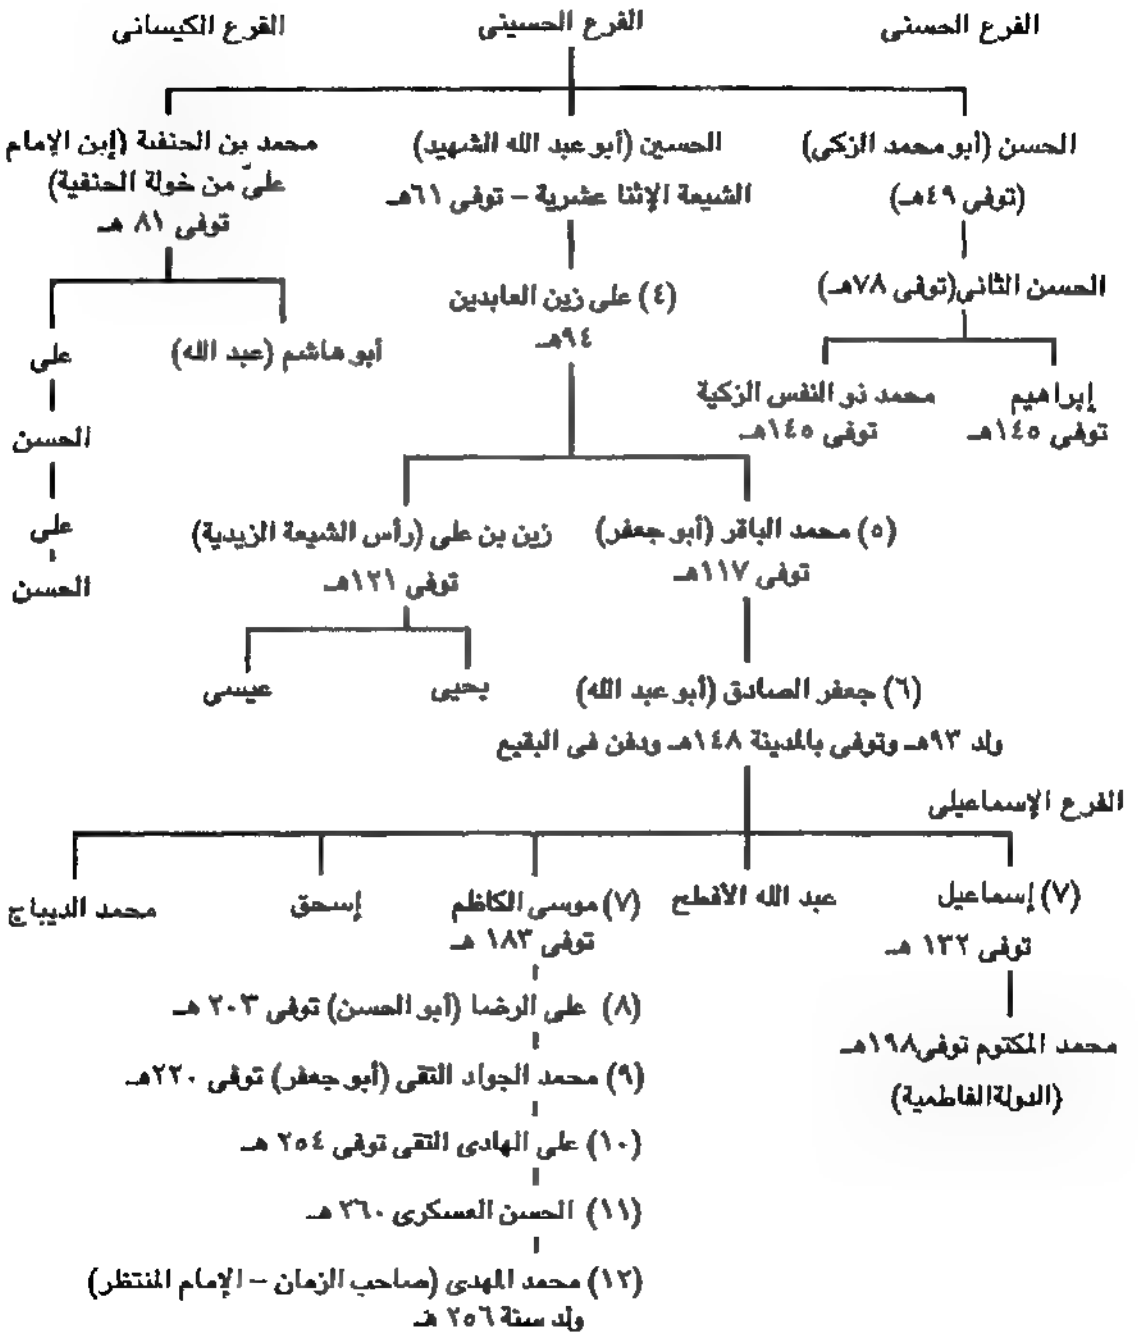 الفرع الحسنى
الفرع الحسينى
الفرع الكيسانى
الحسن (أبو محمد الزكى)
(توفى ٤٩هـ)
الحسين (أبو عبد الله الشهيد)
الشيعة الإثنا عشرية – توفى ٦١هـ
محمد بن الحنفية (إبن الإمام
علىّ من خولة الحنفية)
توفى ٨١ هـ
الحسن الثانى(توفى ٧٨هـ)
(٤) على زين العابدين
٩٤هـ
أبو هاشم (عبد الله)
على
إبراهيم
توفى ١٤٥هـ
محمد ذو النفس الزكية
توفى ١٤٥هـ
الحسن
على
الحسن
(٥) محمد الباقر (أبو جعفر)
توفى ١١٧هـ
زين بن على (رأس الشيعة الزيدية)
توفى ١٢١هـ
يحيى
عيسى
(٦) جعفر الصادق (أبو عبد الله)
ولد ٩٣هـ وتوفى بالمدينة ١٤٨هـ ودفن فى البقيع
الفرع الإسماعيلى
(٧) إسماعيل
توفى ١٣٢ هـ
عبد الله الأفطح
(٧) موسى الكاظم
توفى ١٨٣ هـ
إسحق
محمد الديباج
محمد المكتوم توفى١٩٨هـ
(الدولة الفاطمية)
(٨) على الرضا (أبو الحسن) توفى ٢٠٣ هـ
(٩) محمد الجواد التقى (أبو جعفر) توفى ٢٢٠هـ
(١٠) على الهادى التقى توفى ٢٥٤ هـ
(١١) الحسن العسكرى ٢٦٠ هـ
(١٢) محمد المهدى (صاحب الزمان – الإمام المنتظر)
ولد سنة ٢٥٦ هـ